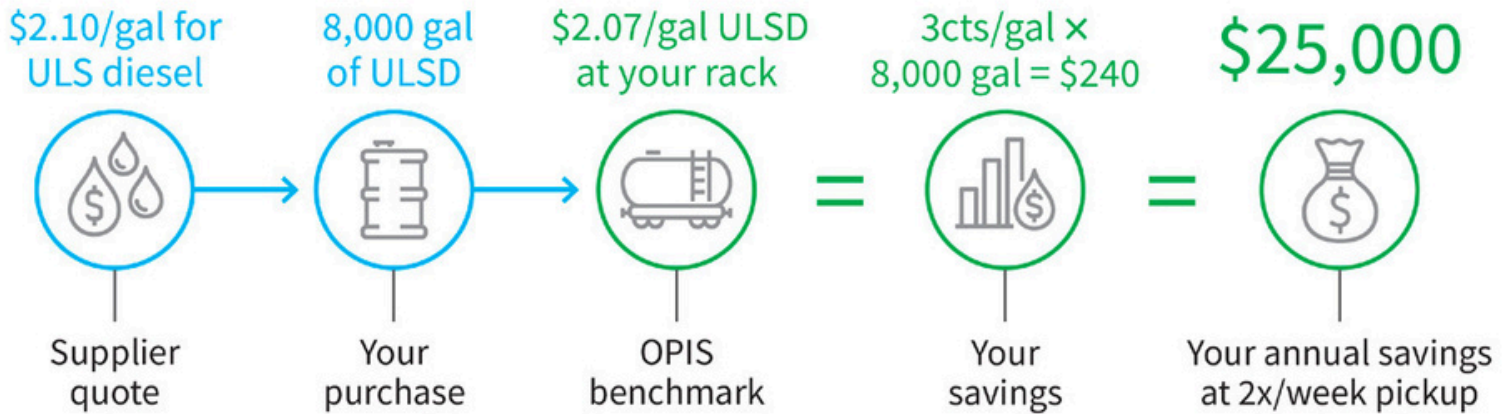 $2.10/gal for
ULS diesel
8,000 gal
of ULSD
$2.07/gal ULSD
at your rack
3cts/gal ×
8,000 gal = $240
$25,000
$
=
$
=
$
Supplier
quote
Your
purchase
OPIS
benchmark
Your
savings
Your annual savings
at 2x/week pickup